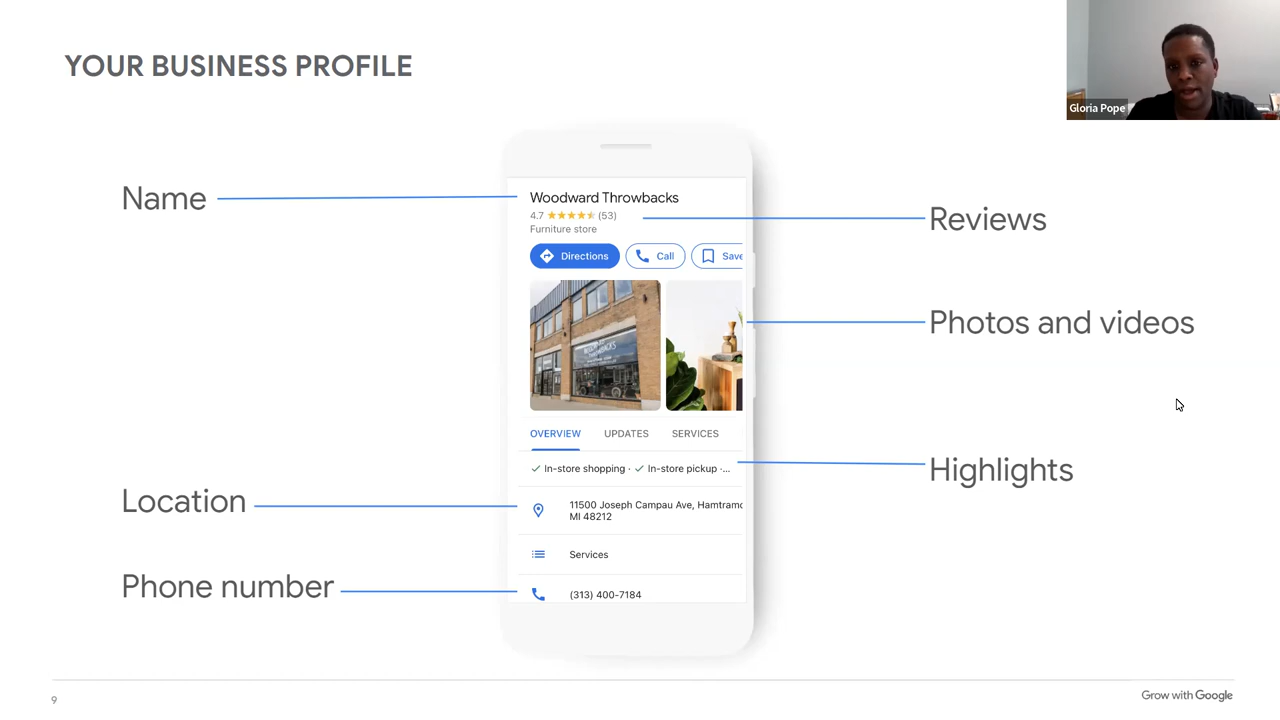 YOUR BUSINESS PROFILE
Gloria Pope
Name
Woodward Throwbacks
4.7 (53)
Furniture store
Reviews
Directions
Call
Save
Photos and videos
WOODWARD
THROWBACKS
OVERVIEW UPDATES SERVICES
In-store shopping · In-store pickup ·...
Highlights
Location
11500 Joseph Campau Ave, Hamtramc
MI 48212
Services
Phone number
(313) 400-7184
9
Grow with Google